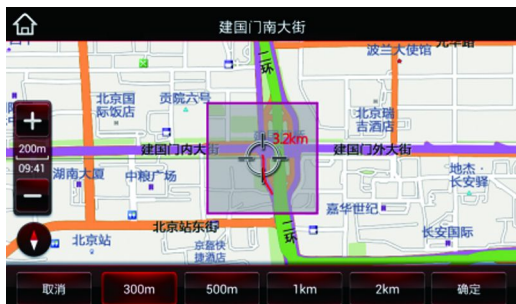 建国门南大街
波兰大使馆
二环
北京国
际饭店
贡院六号
北京瑞
吉酒店
+
200m
09:41
3.2km
建国门内大街
建国门外大街
湖南大厦
中粮广场
地杰·
长安驿
嘉华世纪
北京站东街
长安国际
北京站
京磊快
捷酒店
二环
取消
300m
500m
1km
2km
确定